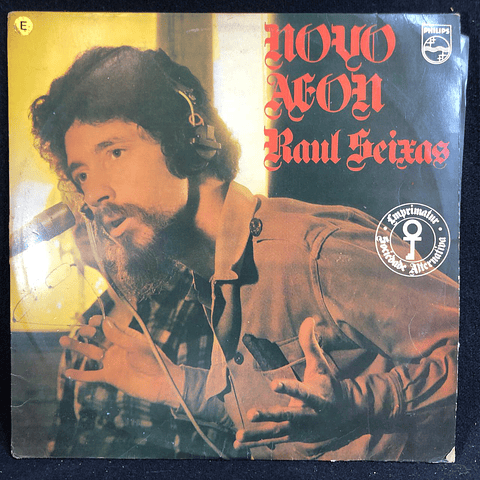 E
NOVO
AEON
Raul Seixas
PHILIPS
Imprimatur
Sociedade Alternativa